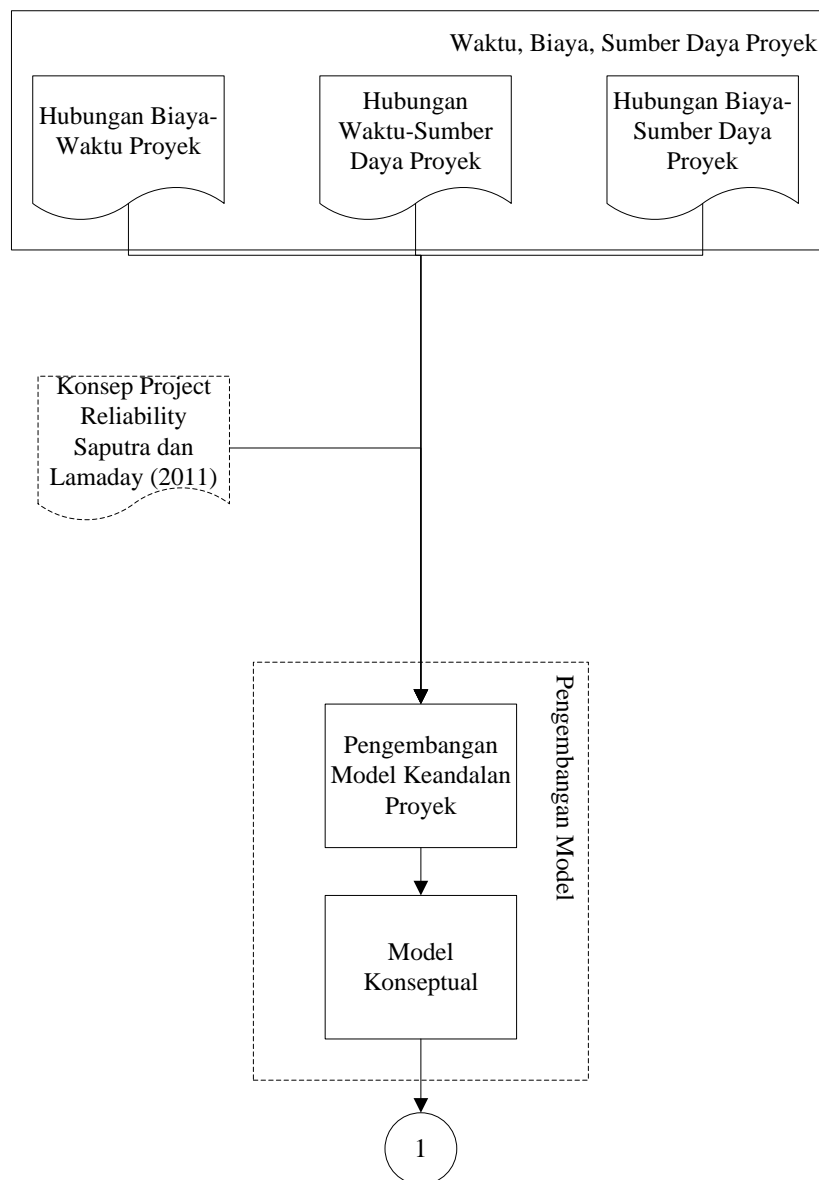 Waktu, Biaya, Sumber Daya Proyek
Hubungan Biaya-
Waktu Proyek
Hubungan
Waktu-Sumber
Daya Proyek
Hubungan Biaya-
Sumber Daya
Proyek
Konsep Project
Reliability
Saputra dan
Lamaday (2011)
Pengembangan Model
Pengembangan
Model Keandalan
Proyek
Model
Konseptual
1